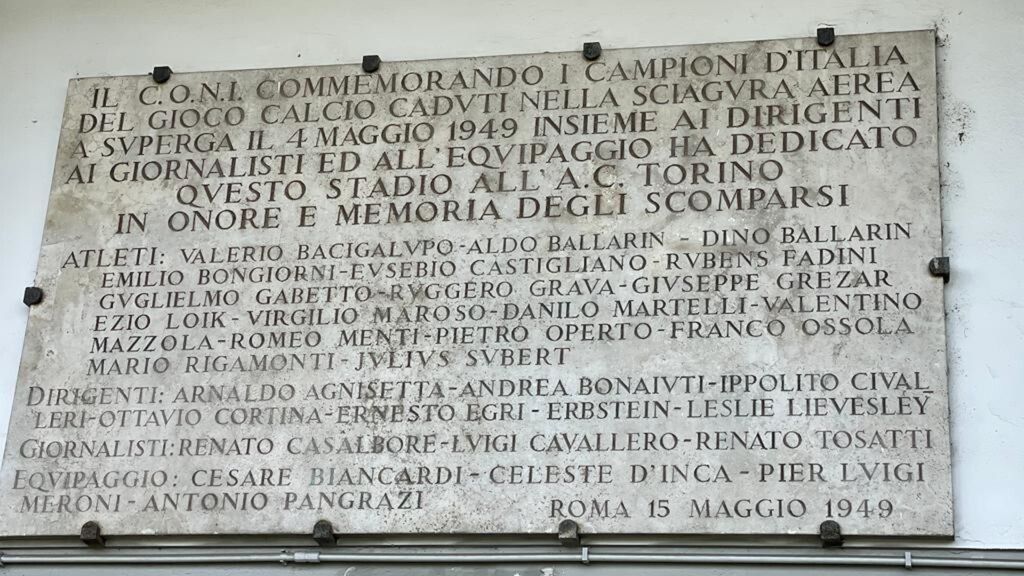 IL C.O.N.I. COMMEMORANDO I CAMPIONI D'ITALIA
DEL GIOCO CALCIO CADVTI NELLA SCIAGVRA AEREA
A SVPERGA IL 4 MAGGIO 1949 INSIEME AI DIRIGENTI
AI GIORNALISTI ED ALL'EQVIPAGGIO HA DEDICATO
QVESTO STADIO ALL'A.C. TORINO
IN ONORE E MEMORIA DEGLI SCOMPARSI
ATLETI: VALERIO BACIGALVPO-ALDO BALLARIN - DINO BALLARIN
EMILIO BONGIORNI-EVSEBIO CASTIGLIANO-RVBENS FADINI
GVGLIELMO GABETTO-RVGGERO GRAVA-GIVSEPPE GREZAR
EZIO LOIK-VIRGILIO MAROSO-DANILO MARTELLI-VALENTINO
MAZZOLA-ROMEO MENTI-PIETRO OPERTO-FRANCO OSSOLA
MARIO RIGAMONTI-JVLIVS SVBERT
DIRIGENTI: ARNALDO AGNISETTA-ANDREA BONAIVTI-IPPOLITO CIVAL_
LERI-OTTAVIO CORTINA-ERNESTO EGRI-ERBSTEIN-LESLIE LIEVESLEY
GIORNALISTI: RENATO CASALBORE-LVIGI CAVALLERO-RENATO TOSATTI
EQVIPAGGIO: CESARE BIANCARDI-CELESTE D'INCA-PIER LVIGI
MERONI-ANTONIO PANGRAZI ROMA 15 MAGGIO 1949